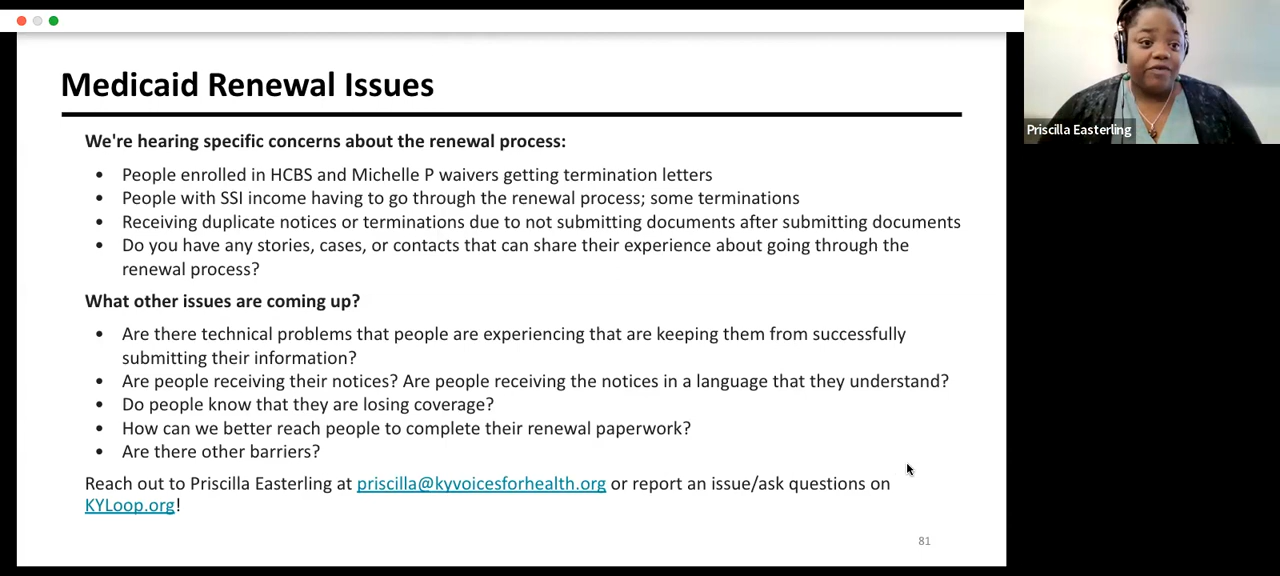 Medicaid Renewal Issues
We're hearing specific concerns about the renewal process:
• People enrolled in HCBS and Michelle P waivers getting termination letters
• People with SSI income having to go through the renewal process; some terminations
• Receiving duplicate notices or terminations due to not submitting documents after submitting documents
• Do you have any stories, cases, or contacts that can share their experience about going through the
renewal process?
What other issues are coming up?
• Are there technical problems that people are experiencing that are keeping them from successfully
submitting their information?
• Are people receiving their notices? Are people receiving the notices in a language that they understand?
• Do people know that they are losing coverage?
• How can we better reach people to complete their renewal paperwork?
• Are there other barriers?
Reach out to Priscilla Easterling at priscilla@kyvoicesforhealth.org or report an issue/ask questions on
KYLoop.org!
81
Priscilla Easterling